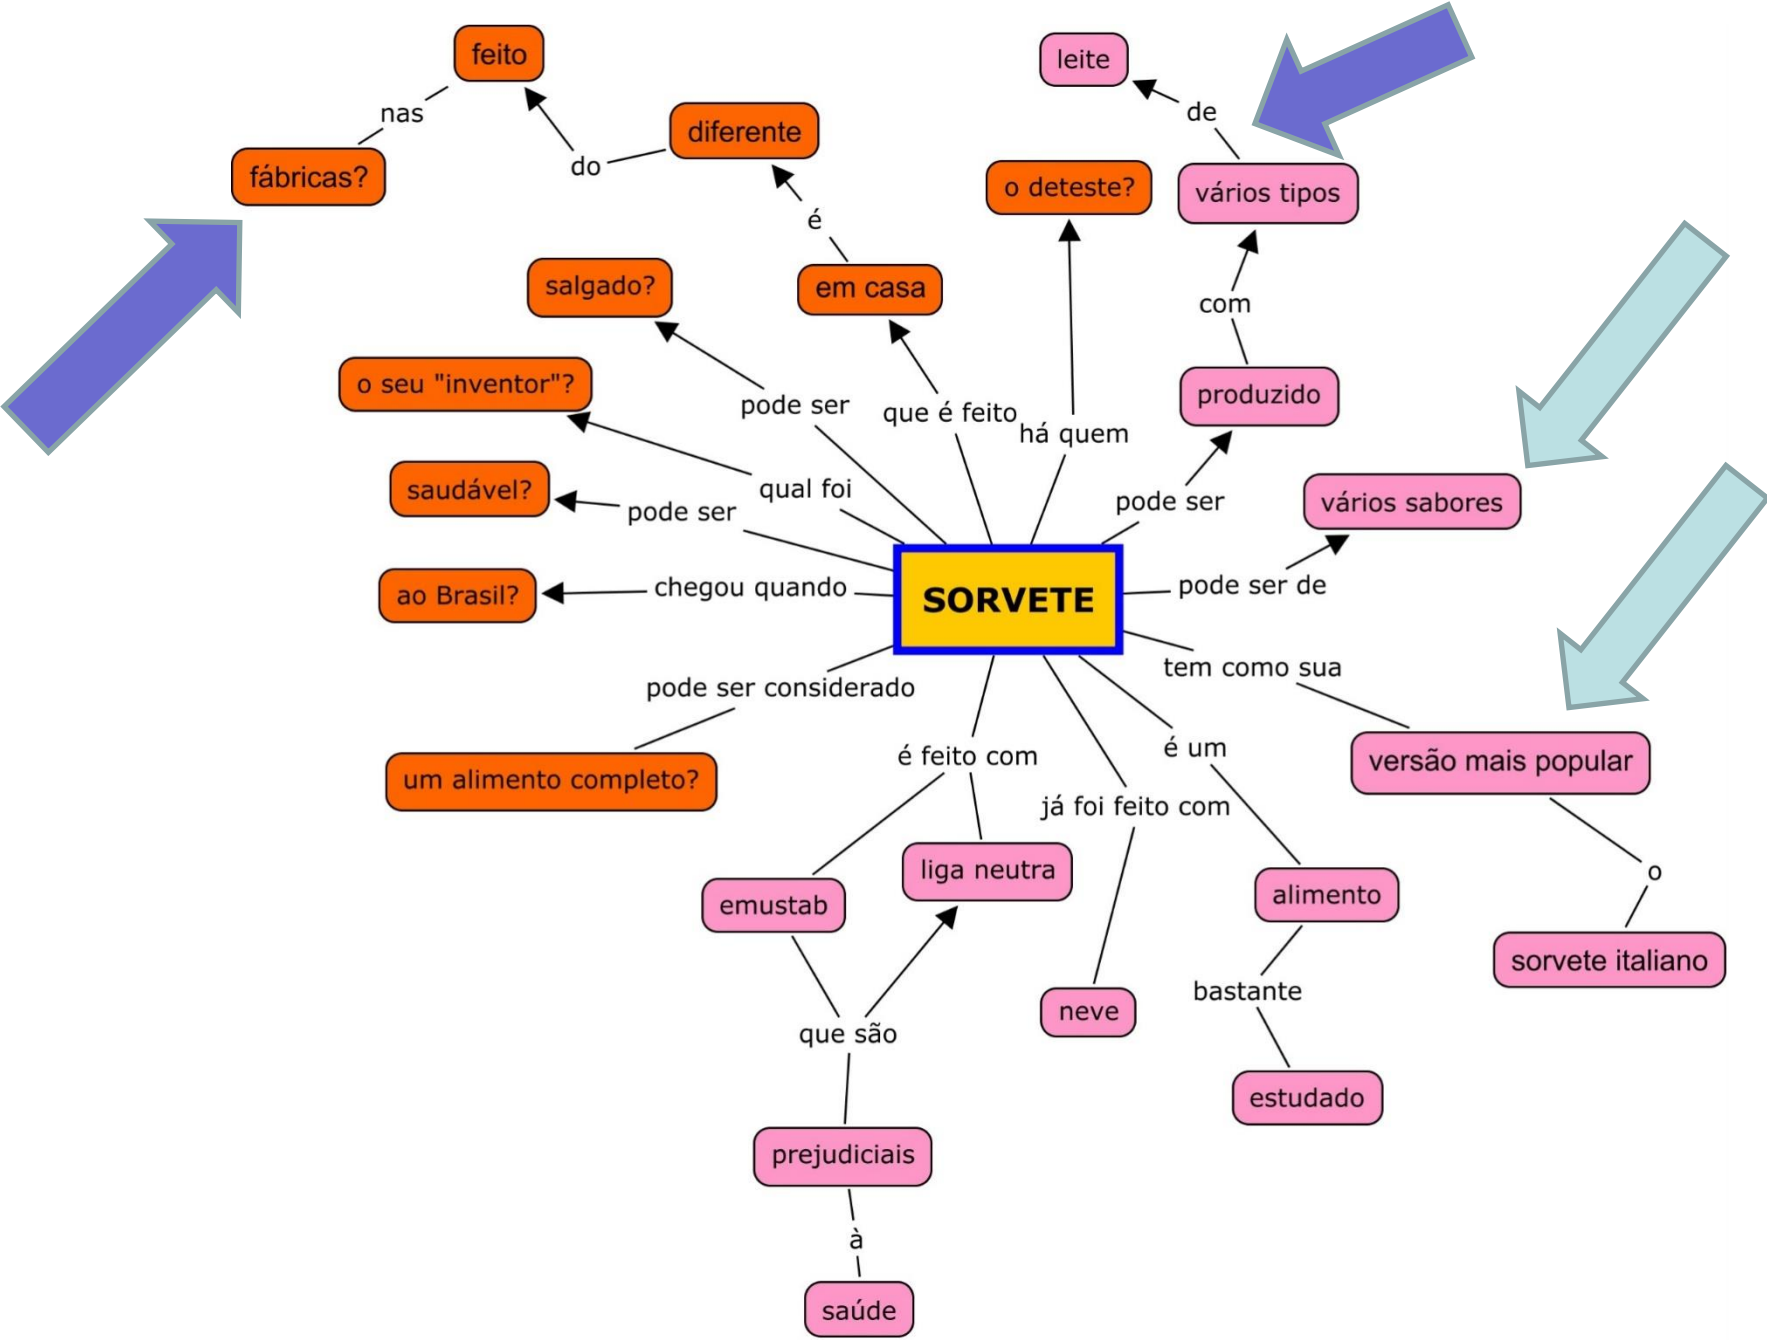 feito
leite
nas
de
diferente
do
fábricas?
o deteste?
vários tipos
é
salgado?
em casa
com
o seu "inventor"?
produzido
pode ser
que é feito
há quem
saudável?
qual foi
pode ser
pode ser
vários sabores
ao Brasil?
chegou quando
SORVETE
pode ser de
tem como sua
pode ser considerado
é feito com
é um
versão mais popular
um alimento completo?
já foi feito com
liga neutra
o
emustab
alimento
sorvete italiano
bastante
neve
que são
estudado
prejudiciais
à
saúde